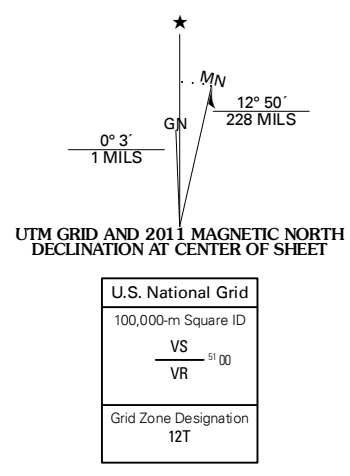 ★
MN
GN
12° 50´
228 MILS
0° 3´
1 MILS
UTM GRID AND 2011 MAGNETIC NORTH
DECLINATION AT CENTER OF SHEET
U.S. National Grid
100,000-m Square ID
VS
51 00
VR
Grid Zone Designation
12T